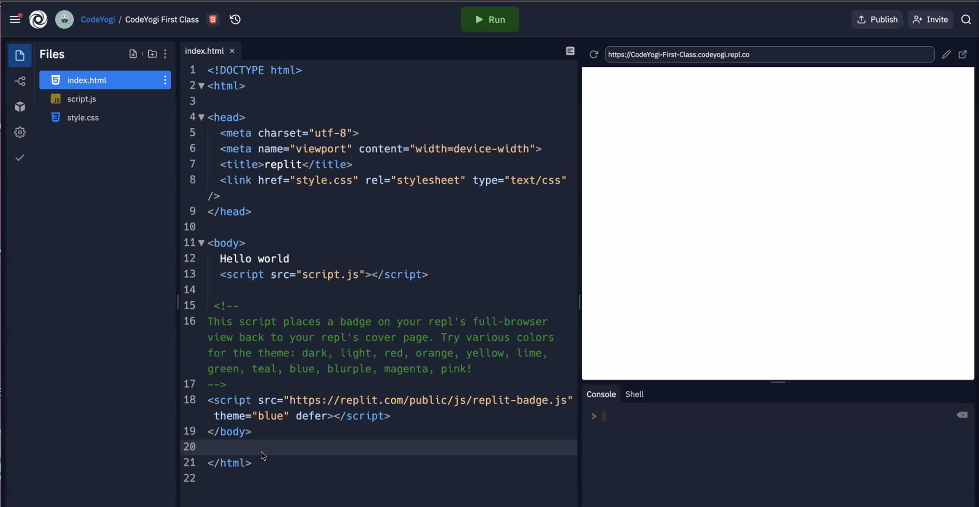 CodeYogi / CodeYogi First Class
Run
Publish
Invite
Files
index.html
script.js
style.css
index.html
1 <!DOCTYPE html>
2 <html>
3
4 <head>
5 <meta charset="utf-8">
6 <meta name="viewport" content="width=device-width">
7 <title>replit</title>
8 <link href="style.css" rel="stylesheet" type="text/css"
/>
9 </head>
10
11 <body>
12 Hello world
13 <script src="script.js"></script>
14
15 <!--
16 This script places a badge on your repl's full-browser
view back to your repl's cover page. Try various colors
for the theme: dark, light, red, orange, yellow, lime,
green, teal, blue, blurple, magenta, pink!
17 -->
18 <script src="https://replit.com/public/js/replit-badge.js"
theme="blue" defer></script>
19 </body>
20
21 </html>
22
https://CodeYogi-First-Class.codeyogi.repl.co
Console
Shell
>